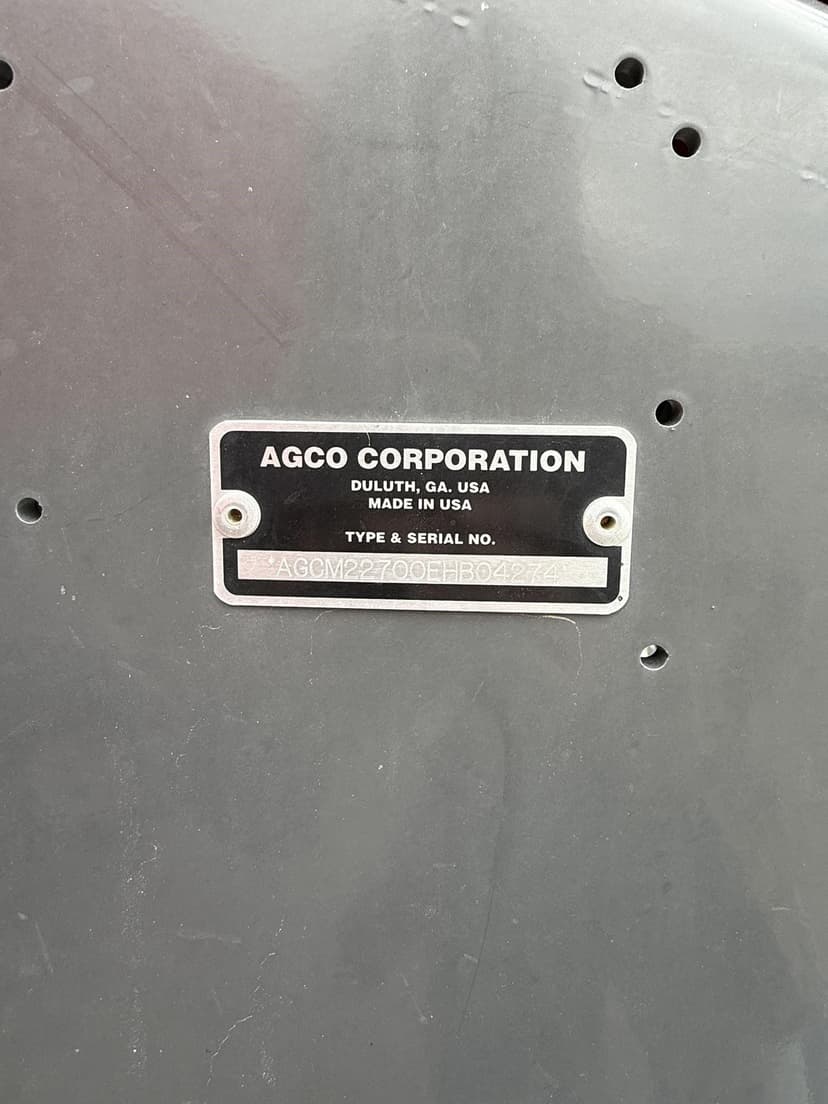 AGCO CORPORATION
DULUTH, GA. USA
MADE IN USA
TYPE & SERIAL NO.
*AGCM22700EHB04274*